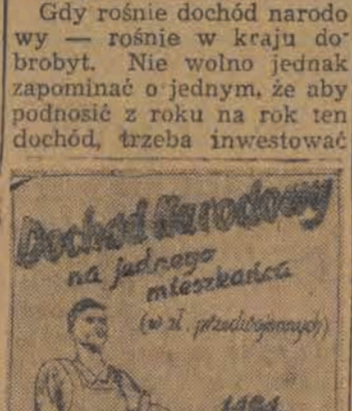 Gdy rośnie dochód narodo
wy — rośnie w kraju do-
brobyt. Nie wolno jednak
zapominać o jednym, że aby
podnosić z roku na rok ten
dochód, trzeba inwestować
Dochód Narodowy
na jednego
mieszkańca
(w zł. przedwojennych)